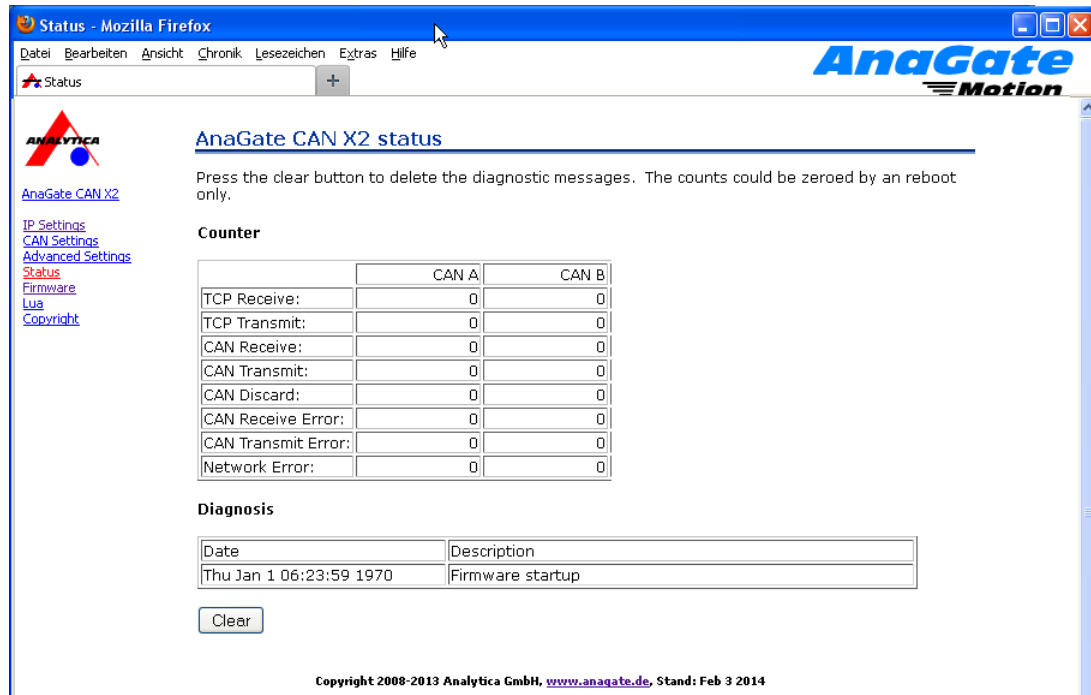 Status - Mozilla Firefox
Datei Bearbeiten Ansicht Chronik Lesezeichen Extras Hilfe
AnaGate
Motion
Status +
ANALYTICA
AnaGate CAN X2
IP Settings
CAN Settings
Advanced Settings
Status
Firmware
Lua
Copyright
AnaGate CAN X2 status
Press the clear button to delete the diagnostic messages. The counts could be zeroed by an reboot
only.
Counter
CAN A CAN B
TCP Receive: 0 0
TCP Transmit: 0 0
CAN Receive: 0 0
CAN Transmit: 0 0
CAN Discard: 0 0
CAN Receive Error: 0 0
CAN Transmit Error: 0 0
Network Error: 0 0
Diagnosis
Date Description
Thu Jan 1 06:23:59 1970 Firmware startup
Clear
Copyright 2008-2013 Analytica GmbH, www.anagate.de, Stand: Feb 3 2014